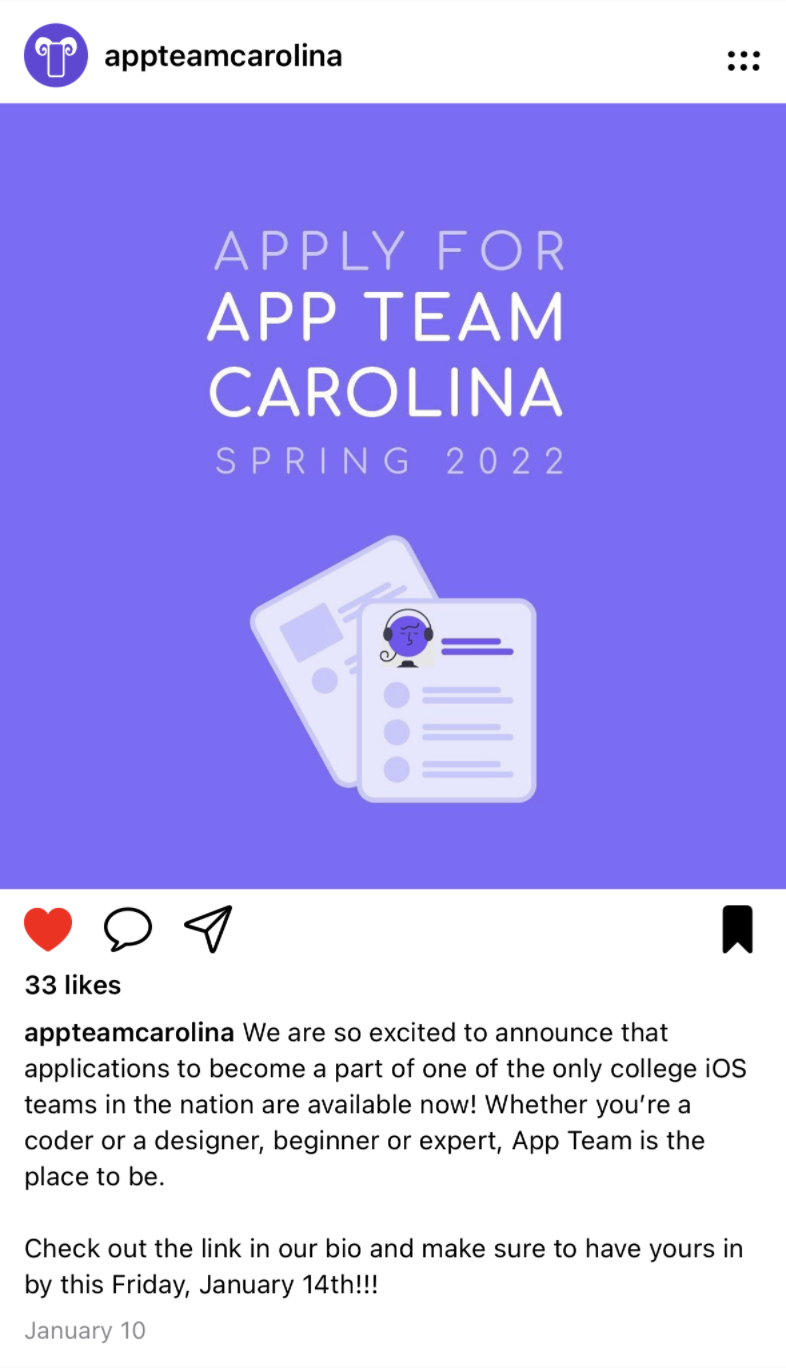 appteamcarolina
APPLY FOR
APP TEAM
CAROLINA
SPRING 2022
33 likes
appteamcarolina We are so excited to announce that
applications to become a part of one of the only college iOS
teams in the nation are available now! Whether you’re a
coder or a designer, beginner or expert, App Team is the
place to be.
Check out the link in our bio and make sure to have yours in
by this Friday, January 14th!!!
January 10